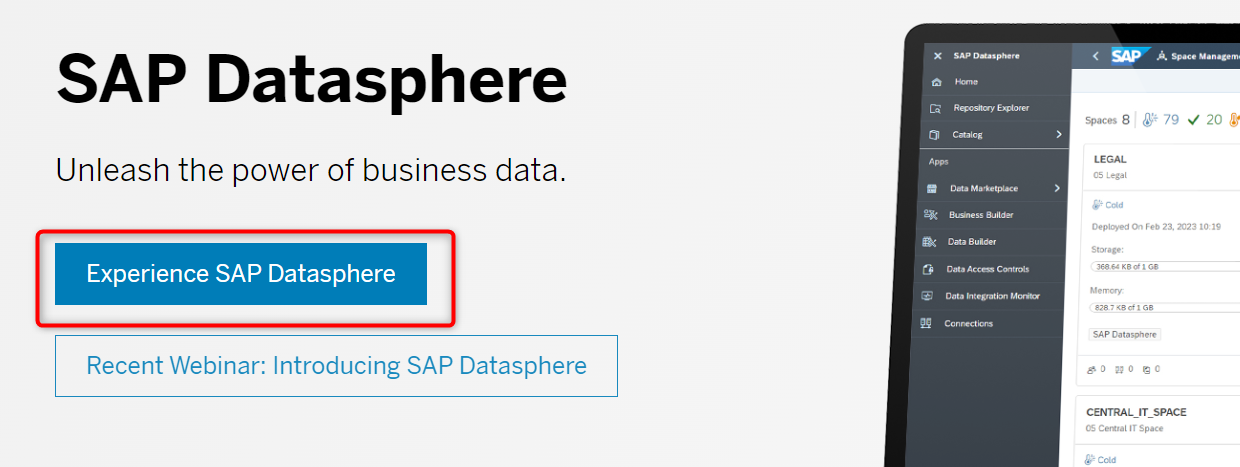 SAP Datasphere
Unleash the power of business data.
Experience SAP Datasphere
Recent Webinar: Introducing SAP Datasphere
SAP Datasphere
Home
Repository Explorer
Catalog
Apps
Data Marketplace
Business Builder
Data Builder
Data Access Controls
Data Integration Monitor
Connections
SAP Space Managem
Spaces 8 79 20
LEGAL
05 Legal
Cold
Deployed On Feb 23, 2023 10:19
Storage:
368.64 KB of 1 GB
Memory:
828.7 KB of 1 GB
SAP Datasphere
0 0 0
CENTRAL_IT_SPACE
05 Central IT Space
Cold